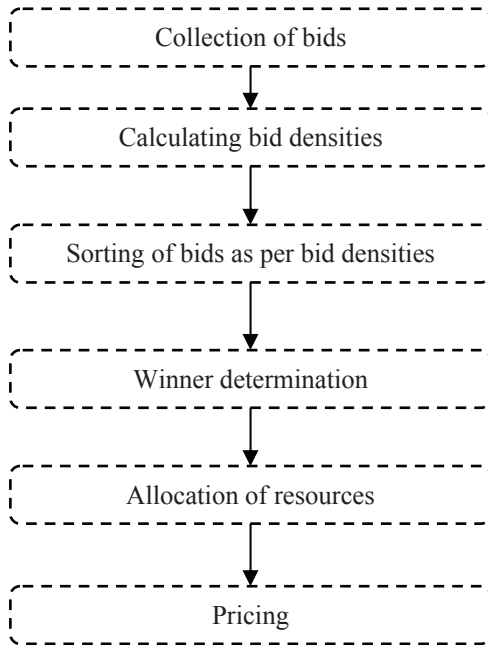 Collection of bids
Calculating bid densities
Sorting of bids as per bid densities
Winner determination
Allocation of resources
Pricing